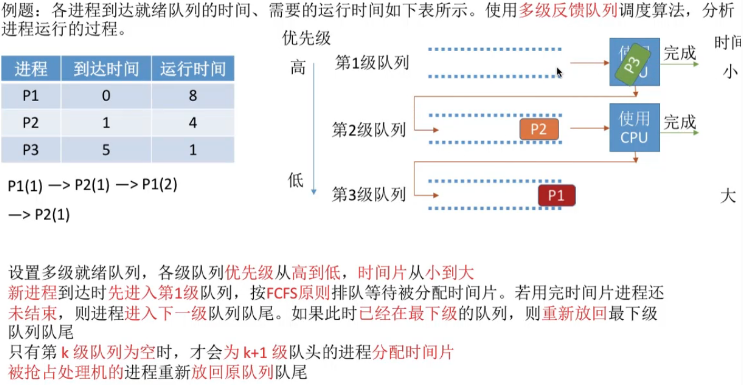 例题：各进程到达就绪队列的时间、需要的运行时间如下表所示。使用多级反馈队列调度算法，分析
进程运行的过程。
进程 到达时间 运行时间
P1 0 8
P2 1 4
P3 5 1
P1(1) —> P2(1) —> P1(2)
—> P2(1)
优先级
高
低
第1级队列
P3
完成
时间
小
第2级队列
P2
使用
CPU
完成
第3级队列
P1
大
设置多级就绪队列，各级队列优先级从高到低，时间片从小到大
新进程到达时先进入第1级队列，按FCFS原则排队等待被分配时间片。若用完时间片进程还
未结束，则进程进入下一级队列队尾。如果此时已经在最下级的队列，则重新放回最下级
队列队尾
只有第 k 级队列为空时，才会为 k+1 级队头的进程分配时间片
被抢占处理机的进程重新放回原队列队尾